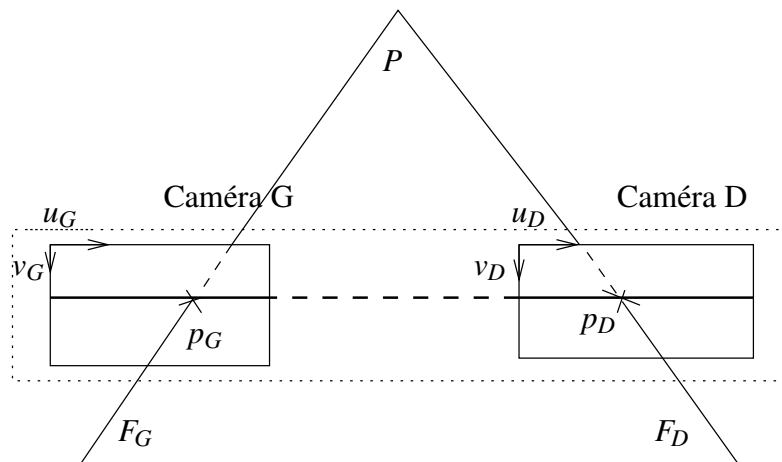 P
Caméra G
Caméra D
u_G
u_D
v_G
v_D
p_G
p_D
F_G
F_D